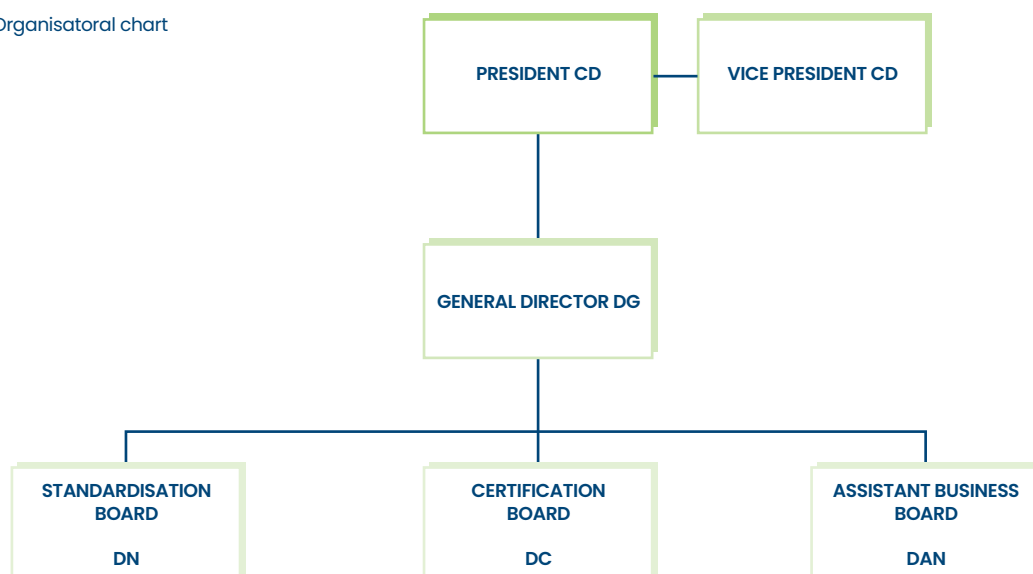 Organisatoral chart
PRESIDENT CD
VICE PRESIDENT CD
GENERAL DIRECTOR DG
STANDARDISATION
BOARD
DN
CERTIFICATION
BOARD
DC
ASSISTANT BUSINESS
BOARD
DAN